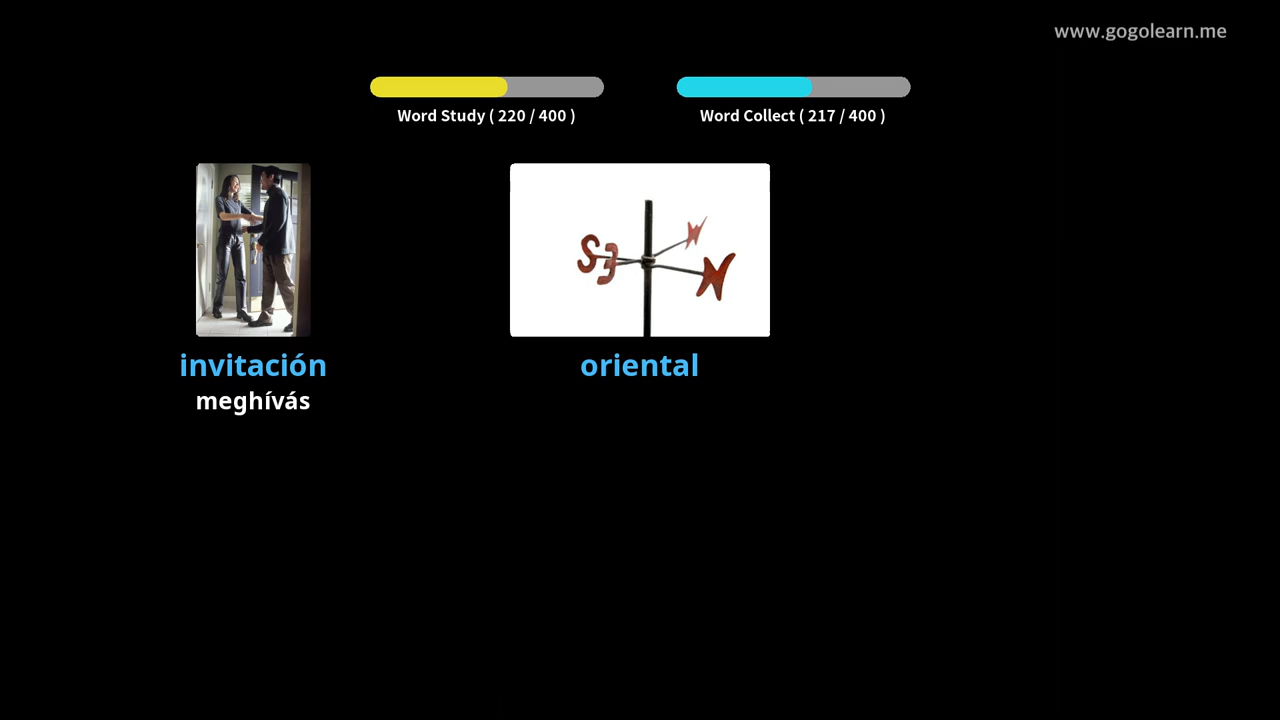 www.gogolearn.me
Word Study ( 220 / 400 )
Word Collect ( 217 / 400 )
S
E
N
W
invitación
meghívás
oriental